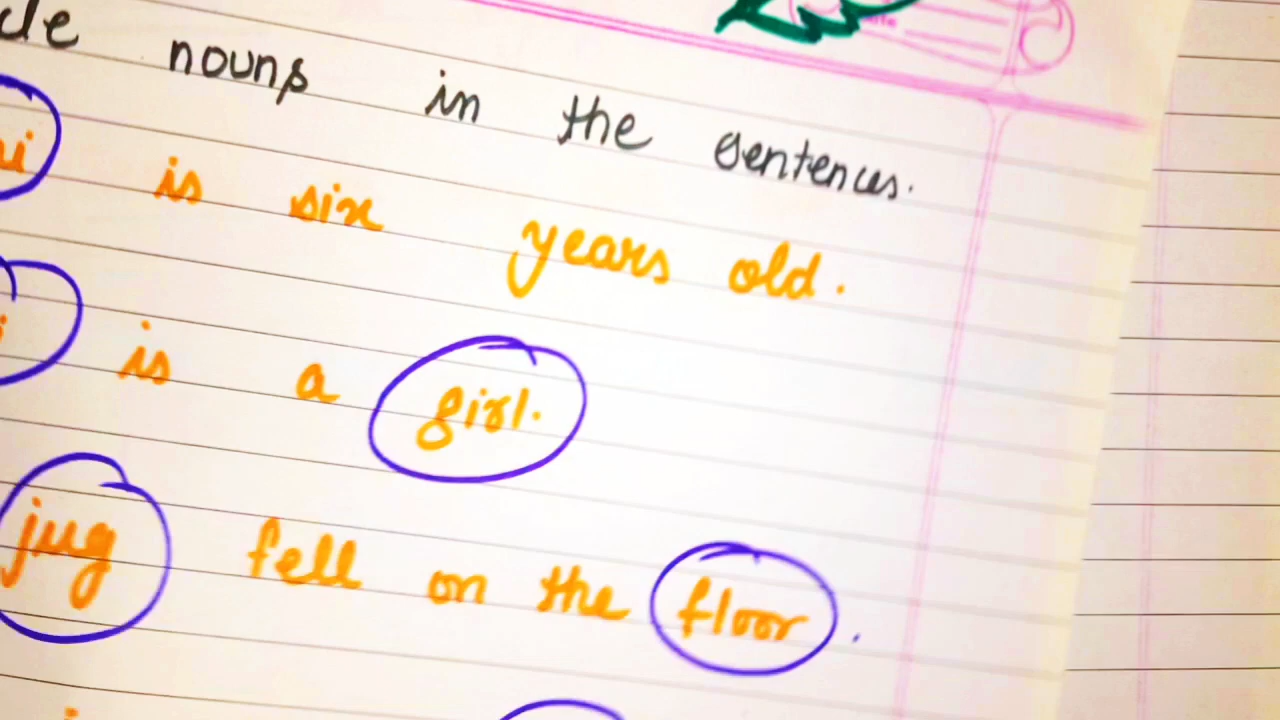 nouns in the sentences.
is six years old.
is a girl.
jug fell on the floor.